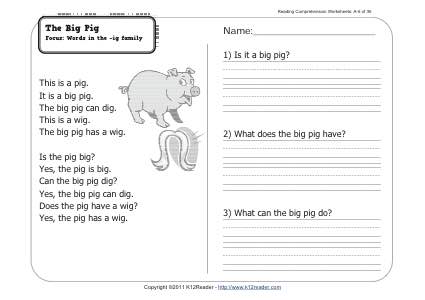 Reading Comprehension Worksheets: A-6 of 36
The Big Pig
Focus: Words in the -ig family
Name:
This is a pig.
It is a big pig.
The big pig can dig.
This is a wig.
The big pig has a wig.
Is the pig big?
Yes, the pig is big.
Can the big pig dig?
Yes, the big pig can dig.
Does the pig have a wig?
Yes, the pig has a wig.
1) Is it a big pig?
2) What does the big pig have?
3) What can the big pig do?
Copyright ©2011 K12Reader - http://www.k12reader.com